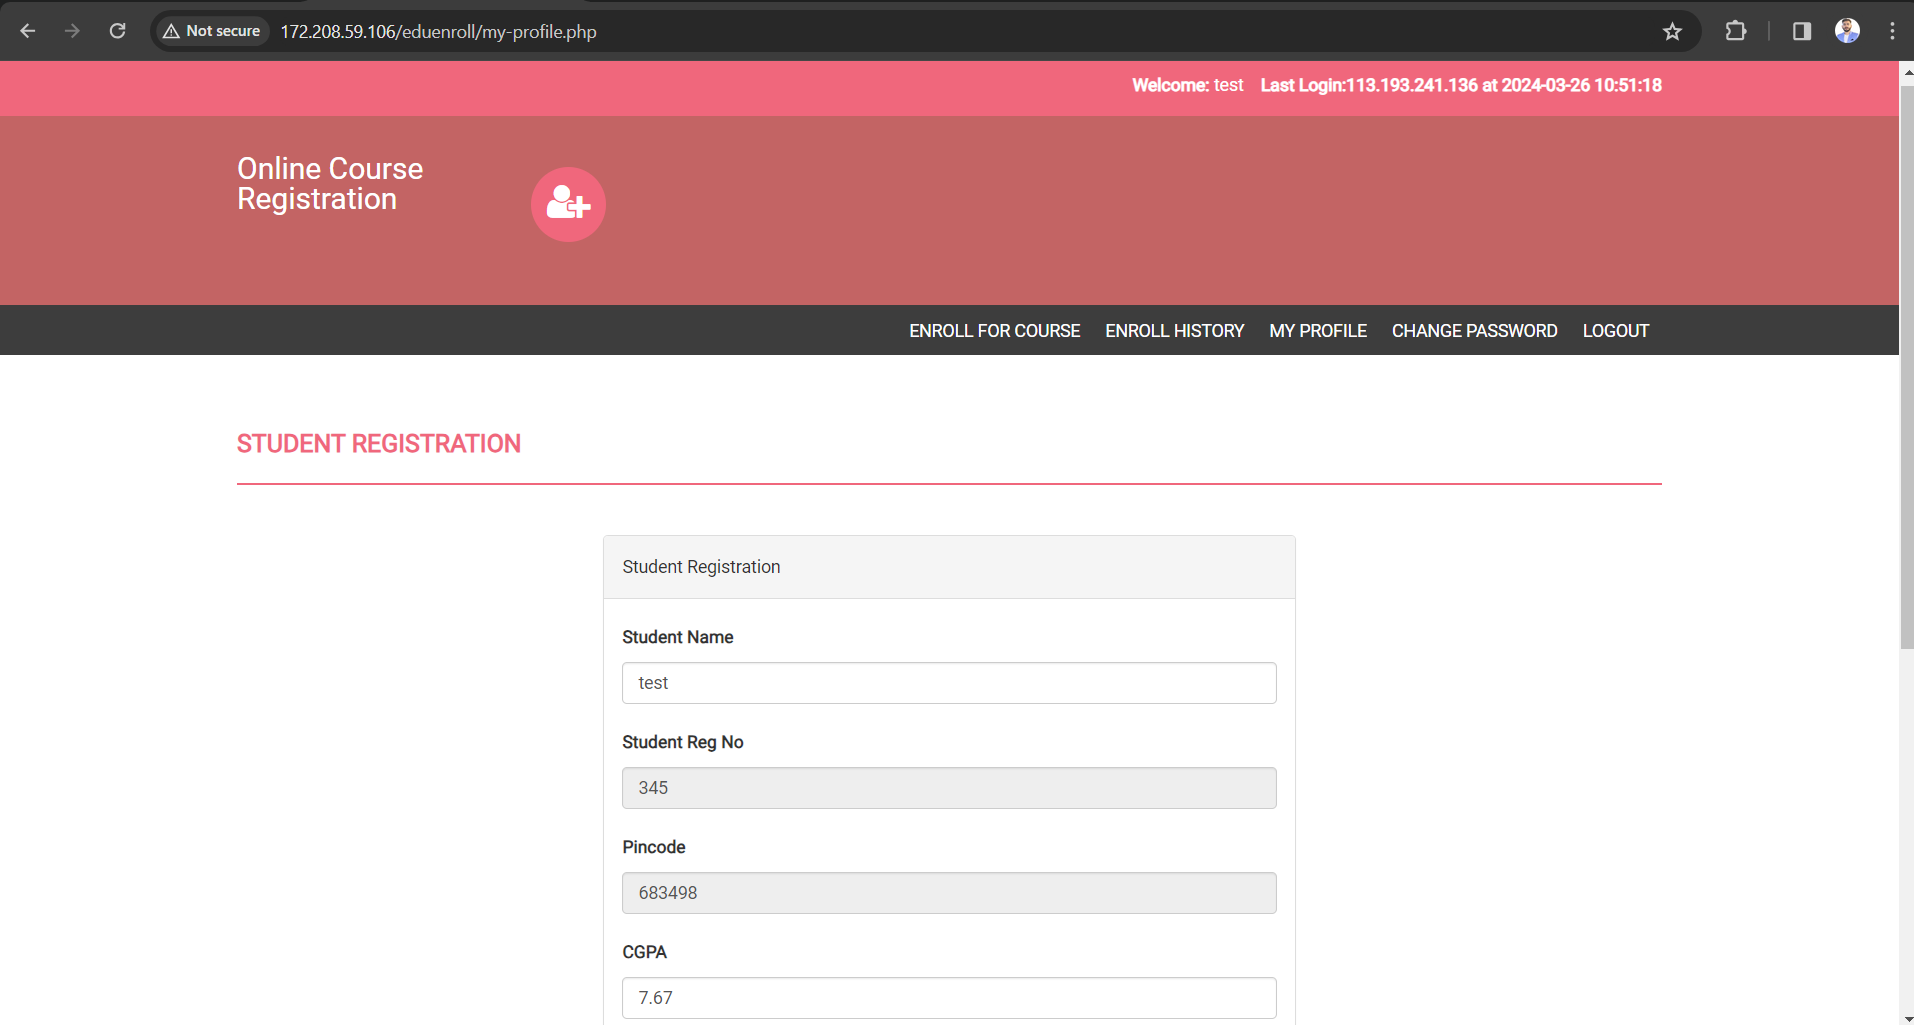 Not secure 172.208.59.106/eduenroll/my-profile.php
Welcome: test Last Login:113.193.241.136 at 2024-03-26 10:51:18
Online Course
Registration
ENROLL FOR COURSE ENROLL HISTORY MY PROFILE CHANGE PASSWORD LOGOUT
STUDENT REGISTRATION
Student Registration
Student Name
test
Student Reg No
345
Pincode
683498
CGPA
7.67